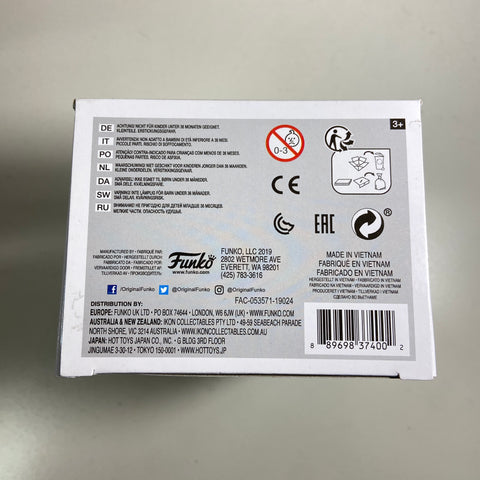 DE ACHTUNG! NICHT FÜR KINDER UNTER 36 MONATEN GEEIGNET.
KLEINTEILE. ERSTICKUNGSGEFAHR.
IT AVVERTENZA! NON ADATTO A BAMBINI DI ETÀ INFERIORE A 36 MESI.
PICCOLE PARTI. RISCHIO DI SOFFOCAMENTO.
PO ATENÇÃO! CONTRA-INDICADO PARA CRIANÇAS COM MENOS DE 36 MESES.
PEQUENAS PARTES. RISCO DE ASFIXIA.
NL WAARSCHUWING! NIET GESCHIKT VOOR KINDEREN JONGER DAN 36 MAANDEN.
KLEINE ONDERDELEN. VERSTIKKINGSGEVAAR.
DA ADVARSEL! IKKE EGNET TIL BØRN UNDER 36 MÅNEDER.
SMÅ DELE. KVÆLNINGSFARE.
SW VARNING! INTE LÄMPLIG FÖR BARN UNDER 36 MÅNADER.
SMÅ DELAR. KVÄVNINGSRISK.
RU ВНИМАНИЕ! НЕ ПРЕДНАЗНАЧЕНО ДЛЯ ДЕТЕЙ МЛАДШЕ 36 МЕСЯЦЕВ.
0-3
3+
CE
EAC
MANUFACTURED BY • FABRIQUÉ PAR
FABRICADO POR • HERGESTELLT DURCH
FABBRICATO DA • FABRICADO POR
VERVAARDIGD DOOR • FREMSTILLET AF
TILLVERKAD AV
Funko
www.funko.com
FUNKO, LLC 2019
2802 WETMORE AVE
EVERETT, WA 98201
(425) 783-3616
MADE IN VIETNAM
FABRIQUÉ EN VIETNAM
FABRICADO EN VIETNAM
HERGESTELLT IN VIETNAM • FABBRICATO IN VIETNAM
FABRICADO NO VIETNAM • VERVAARDIGD IN VIETNAM
PRODUCERET I VIETNAM • TILLVERKAD I VIETNAM
СДЕЛАНО ВО ВЬЕТНАМЕ
OriginalFunko @OriginalFunko @OriginalFunko
FAC-053571-19024
DISTRIBUTION BY:
EUROPE: FUNKO UK LTD • PO BOX 74644 • LONDON, W6 6JW (UK) • WWW.FUNKO.COM
AUSTRALIA & NEW ZEALAND: IKON COLLECTABLES PTY LTD • 49-59 SEABEACH PARADE
NORTH SHORE, VIC 3214 AUSTRALIA • WWW.IKONCOLLECTABLES.COM
JAPAN: HOT TOYS JAPAN CO., INC. • G BLDG 3RD FLOOR
JINGUMAE 3-30-12 • TOKYO 150-0001 • WWW.HOTTOYS.JP
8 89698 37400 2